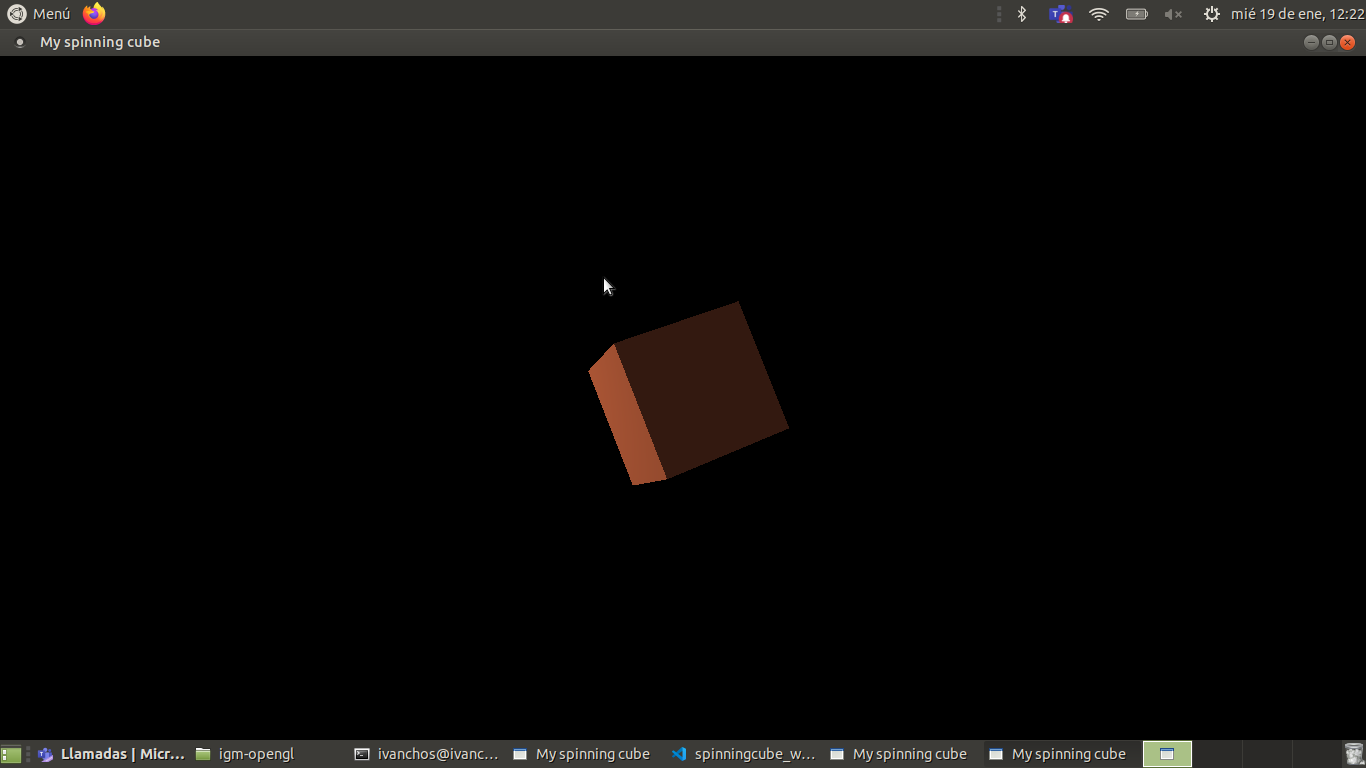 Menú
mié 19 de ene, 12:22
My spinning cube
Llamadas | Micr...
igm-opengl
ivanchos@ivanc...
My spinning cube
spinningcube_w...
My spinning cube
My spinning cube